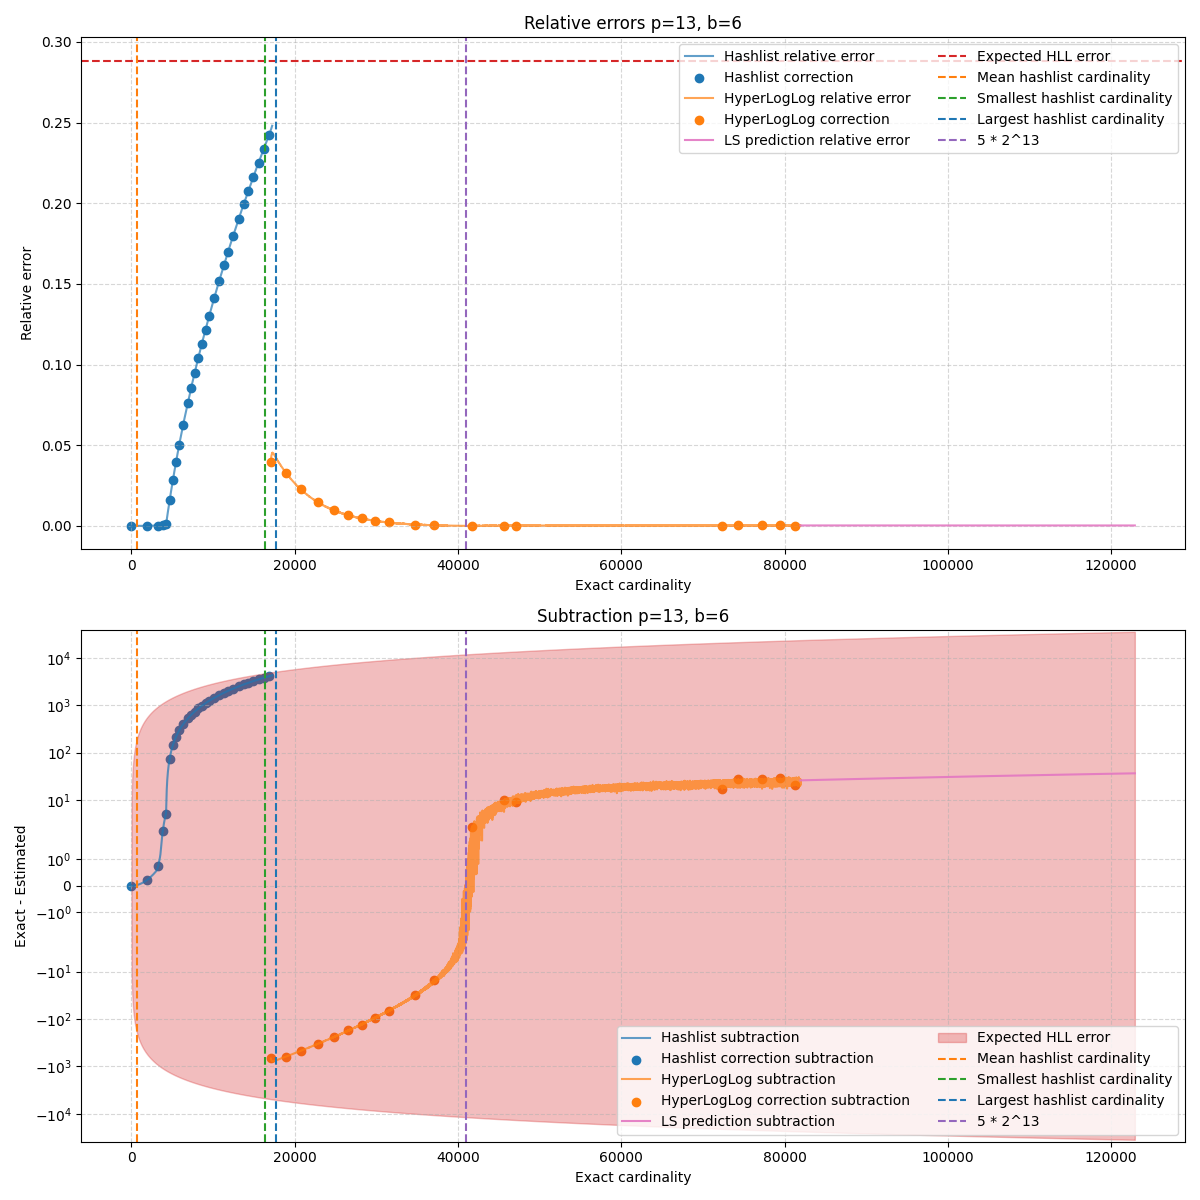 Relative errors p=13, b=6
0.30
0.25
0.20
0.15
0.10
0.05
0.00
Relative error
Hashlist relative error
Hashlist correction
HyperLogLog relative error
HyperLogLog correction
LS prediction relative error
Expected HLL error
Mean hashlist cardinality
Smallest hashlist cardinality
Largest hashlist cardinality
5 * 2^13
0 20000 40000 60000 80000 100000 120000
Exact cardinality
Subtraction p=13, b=6
10^4
10^3
10^2
10^1
10^0
0
−10^0
−10^1
−10^2
−10^3
−10^4
Exact - Estimated
Hashlist subtraction
Hashlist correction subtraction
HyperLogLog subtraction
HyperLogLog correction subtraction
LS prediction subtraction
Expected HLL error
Mean hashlist cardinality
Smallest hashlist cardinality
Largest hashlist cardinality
5 * 2^13
0 20000 40000 60000 80000 100000 120000
Exact cardinality